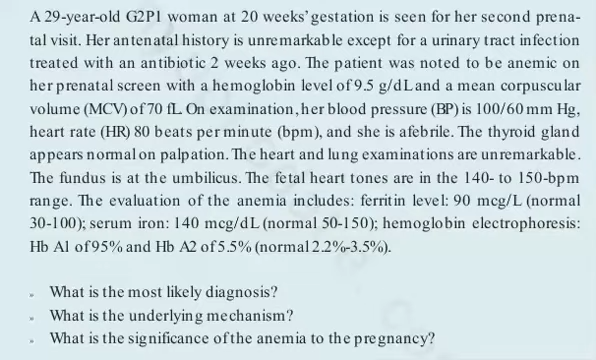 A 29-year-old G2P1 woman at 20 weeks' gestation is seen for her second prena-
tal visit. Her antenatal history is unremarkable except for a urinary tract infection
treated with an antibiotic 2 weeks ago. The patient was noted to be anemic on
her prenatal screen with a hemoglobin level of 9.5 g/dL and a mean corpuscular
volume (MCV) of 70 fL. On examination, her blood pressure (BP) is 100/60 mm Hg,
heart rate (HR) 80 beats per minute (bpm), and she is afebrile. The thyroid gland
appears normal on palpation. The heart and lung examinations are unremarkable.
The fundus is at the umbilicus. The fetal heart tones are in the 140- to 150-bpm
range. The evaluation of the anemia includes: ferritin level: 90 mcg/L (normal
30-100); serum iron: 140 mcg/dL (normal 50-150); hemoglobin electrophoresis:
Hb A1 of 95% and Hb A2 of 5.5% (normal 2.2%-3.5%).
» What is the most likely diagnosis?
» What is the underlying mechanism?
» What is the significance of the anemia to the pregnancy?